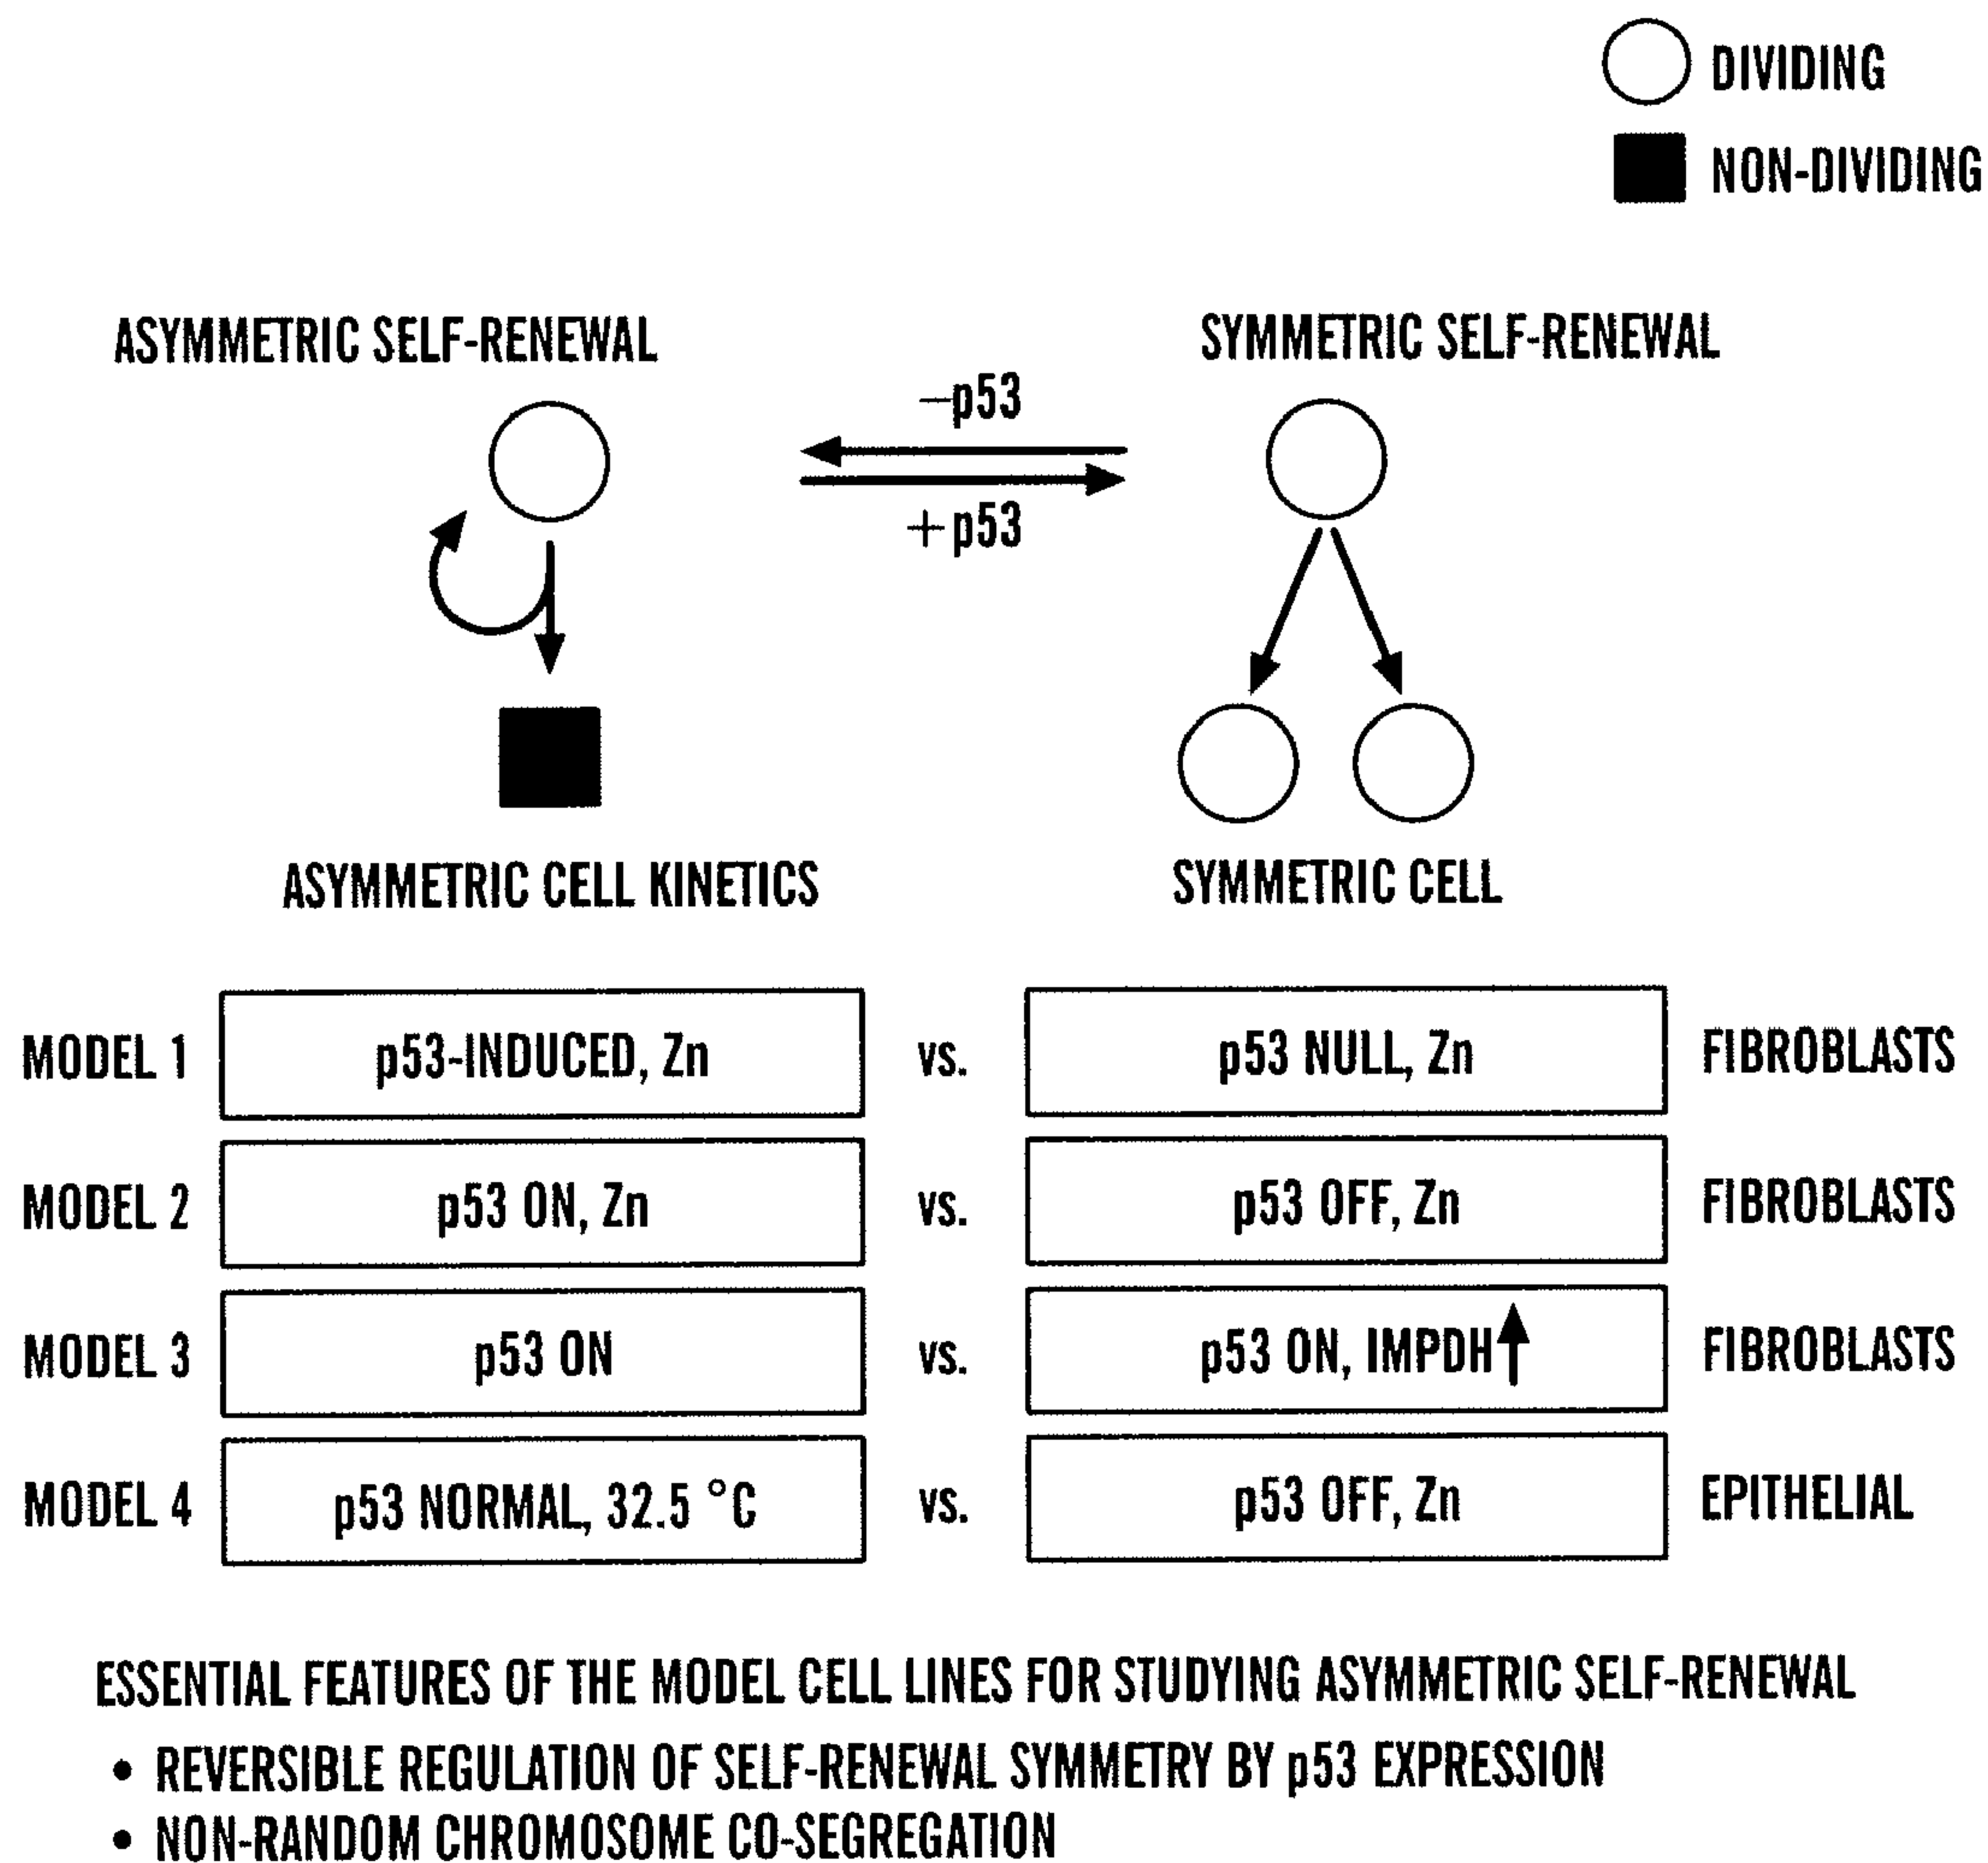 DIVIDING
NON-DIVIDING
ASYMMETRIC SELF-RENEWAL
SYMMETRIC SELF-RENEWAL
–p53
+p53
ASYMMETRIC CELL KINETICS
SYMMETRIC CELL
MODEL 1 p53-INDUCED, Zn vs. p53 NULL, Zn FIBROBLASTS
MODEL 2 p53 ON, Zn vs. p53 OFF, Zn FIBROBLASTS
MODEL 3 p53 ON vs. p53 ON, IMPDH↑ FIBROBLASTS
MODEL 4 p53 NORMAL, 32.5 °C vs. p53 OFF, Zn EPITHELIAL
ESSENTIAL FEATURES OF THE MODEL CELL LINES FOR STUDYING ASYMMETRIC SELF-RENEWAL
• REVERSIBLE REGULATION OF SELF-RENEWAL SYMMETRY BY p53 EXPRESSION
• NON-RANDOM CHROMOSOME CO-SEGREGATION